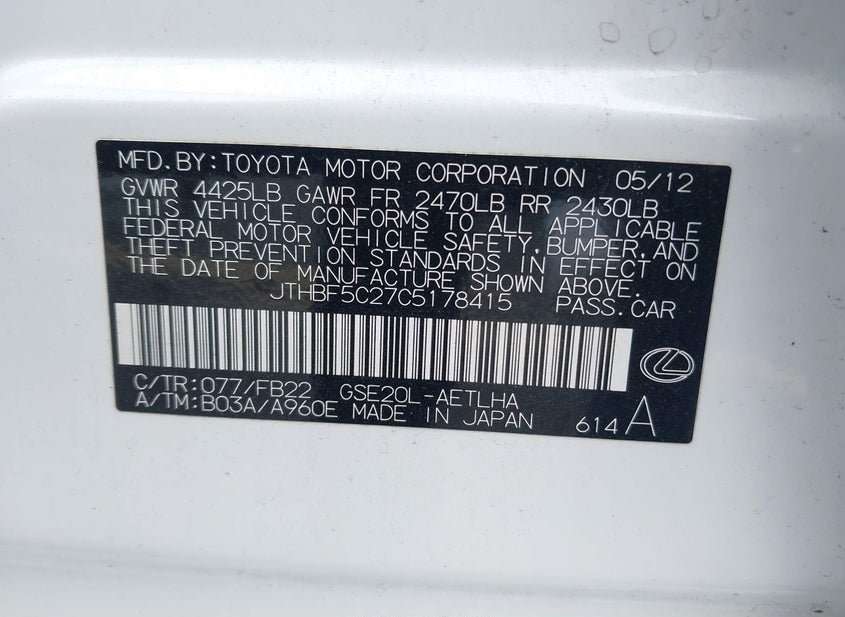 MFD.BY:TOYOTA MOTOR CORPORATION 05/12
GVWR 4425LB GAWR FR 2470LB RR 2430LB
THIS VEHICLE CONFORMS TO ALL APPLICABLE
FEDERAL MOTOR VEHICLE SAFETY,BUMPER,AND
THEFT PREVENTION STANDARDS IN EFFECT ON
THE DATE OF MANUFACTURE SHOWN ABOVE.
JTHBF5C27C5178415 PASS.CAR
C/TR:077/FB22 GSE20L-AETLHA
A/TM:B03A/A960E MADE IN JAPAN 614A